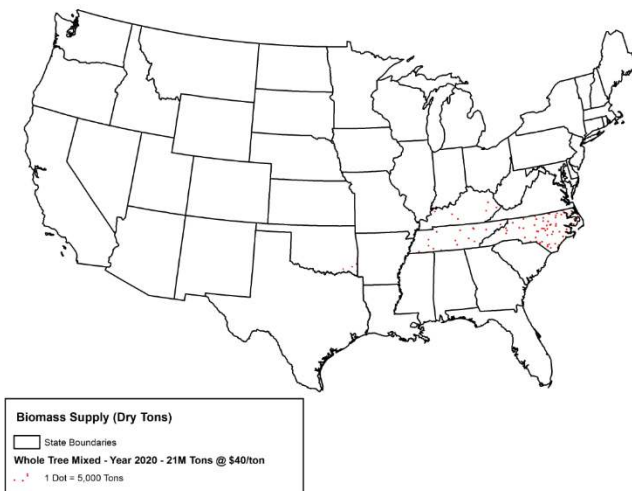 Biomass Supply (Dry Tons)
State Boundaries
Whole Tree Mixed - Year 2020 - 21M Tons @ $40/ton
1 Dot = 5,000 Tons